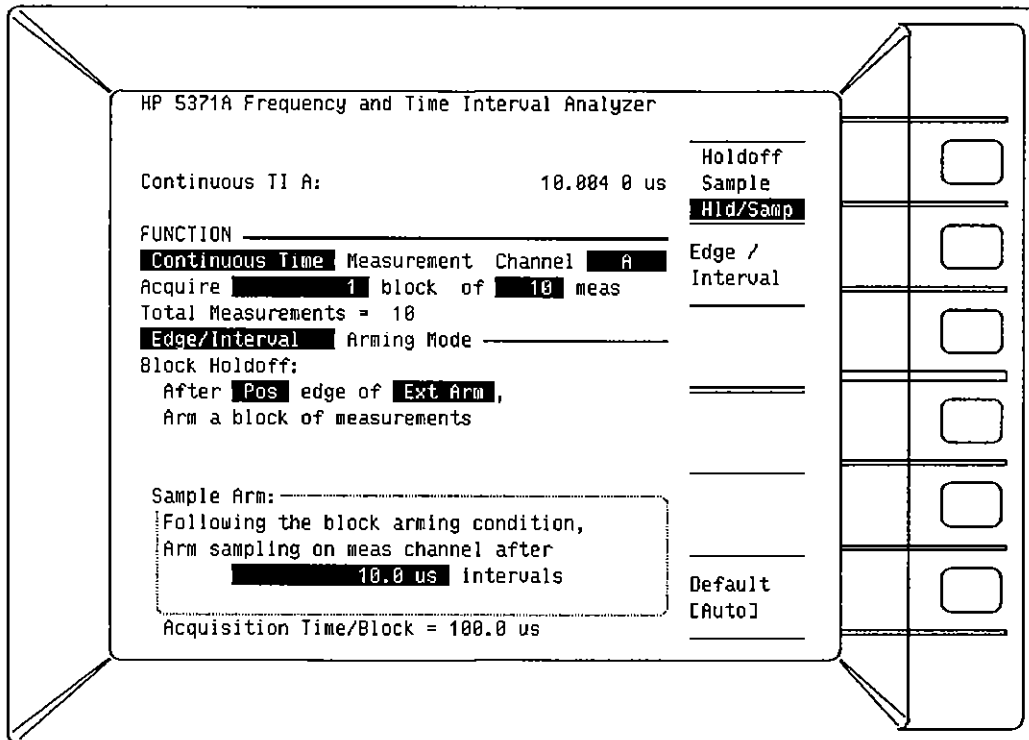 HP 5371A Frequency and Time Interval Analyzer
Continuous TI A: 10.004 0 us
FUNCTION
Continuous Time Measurement Channel A
Acquire 1 block of 10 meas
Total Measurements = 10
Edge/Interval Arming Mode
Block Holdoff:
After Pos edge of Ext Arm,
Arm a block of measurements
Sample Arm:
Following the block arming condition,
Arm sampling on meas channel after
10.0 us intervals
Acquisition Time/Block = 100.0 us
Holdoff
Sample
Hld/Samp
Edge /
Interval
Default
[Auto]